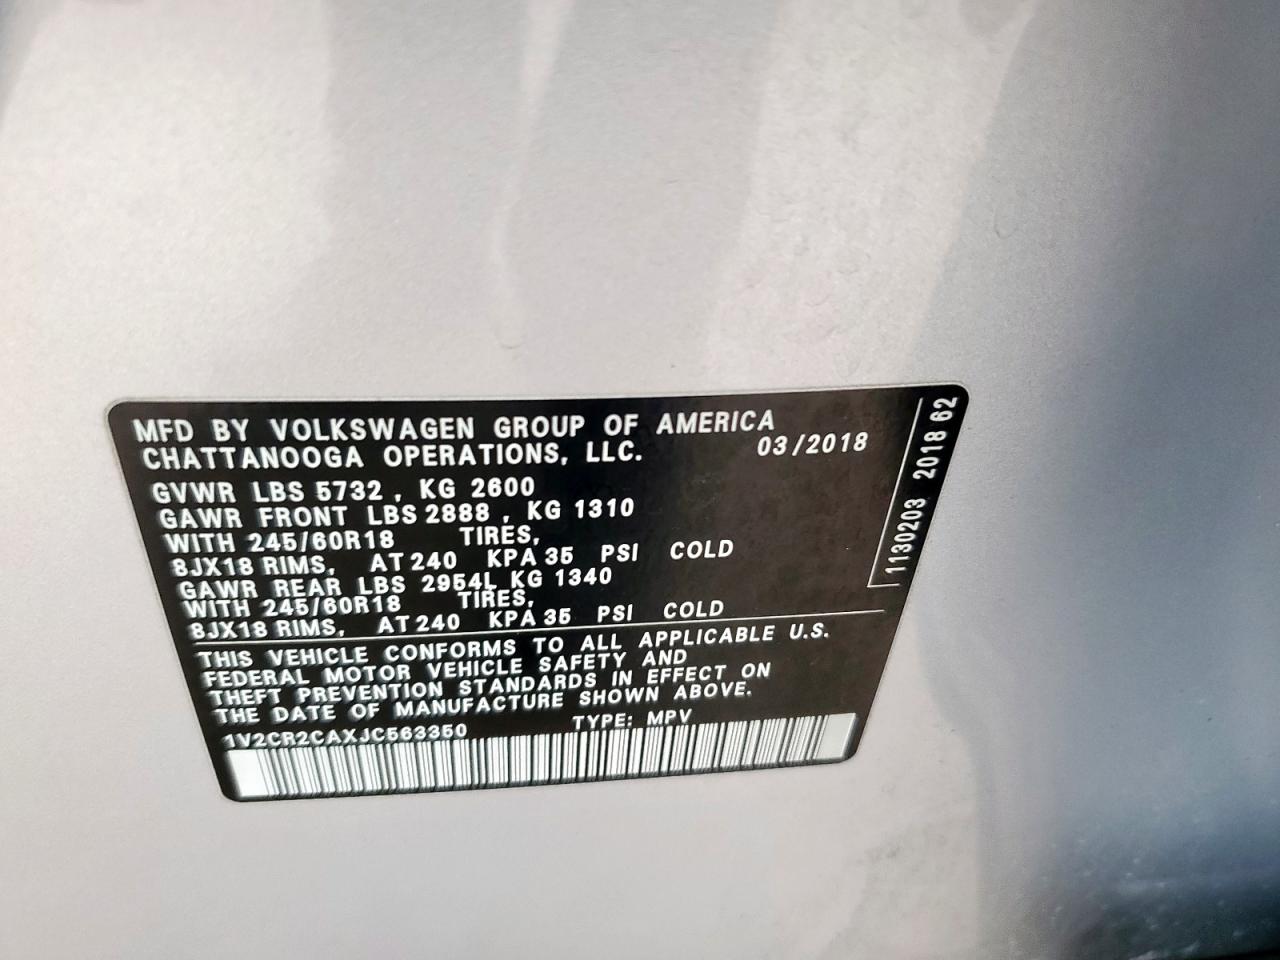 MFD BY VOLKSWAGEN GROUP OF AMERICA
CHATTANOOGA OPERATIONS, LLC. 03/2018
GVWR LBS 5732 , KG 2600
GAWR FRONT LBS 2888 , KG 1310
WITH 245/60R18 TIRES,
8JX18 RIMS, AT 240 KPA 35 PSI COLD
GAWR REAR LBS 2954L KG 1340
WITH 245/60R18 TIRES,
8JX18 RIMS, AT 240 KPA 35 PSI COLD
THIS VEHICLE CONFORMS TO ALL APPLICABLE U.S.
FEDERAL MOTOR VEHICLE SAFETY AND
THEFT PREVENTION STANDARDS IN EFFECT ON
THE DATE OF MANUFACTURE SHOWN ABOVE.
1V2CR2CAXJC563350 TYPE: MPV
1130203 2018 62